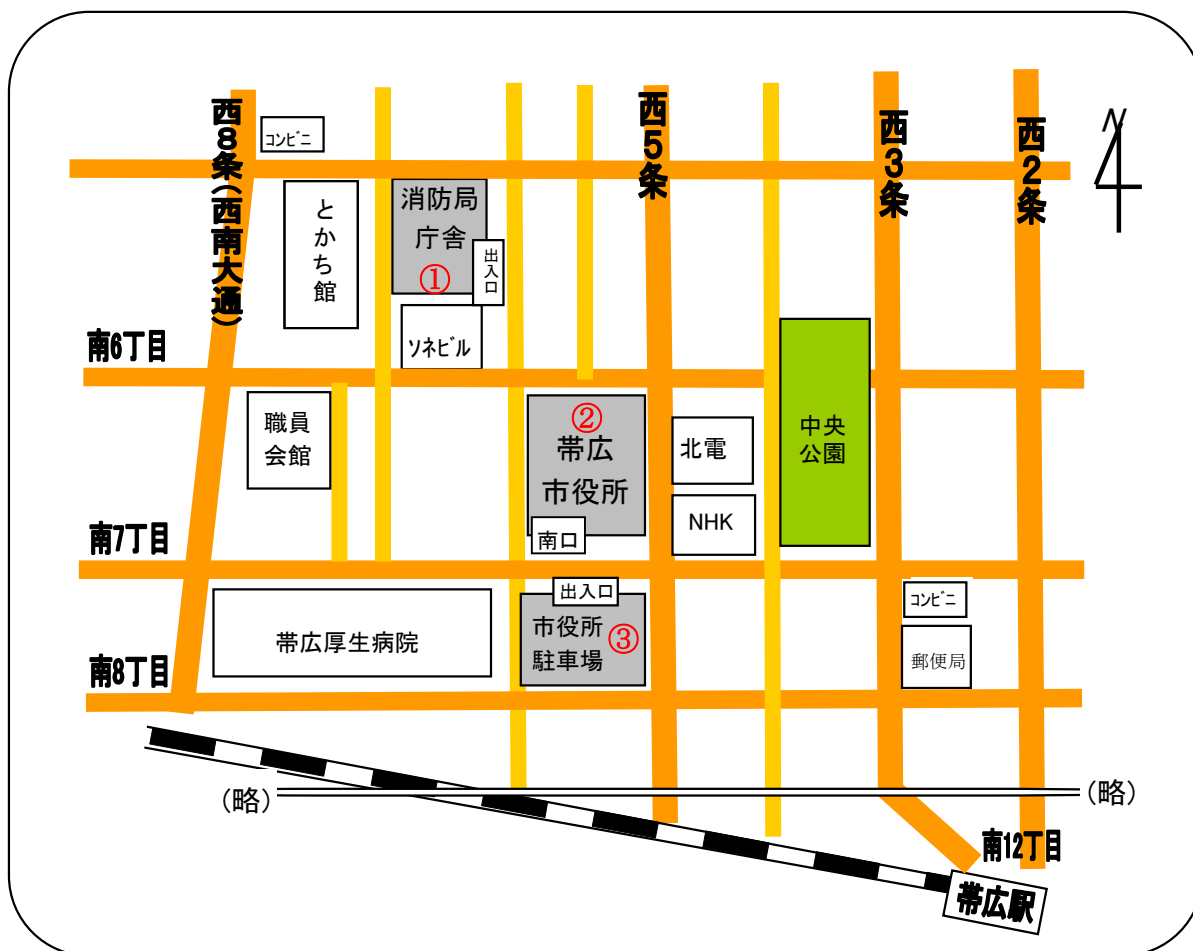 西8条(西南大通)
コンビニ
西5条
西3条
西2条
とかち館
消防局
庁舎
①
出入口
ソネビル
南6丁目
職員
会館
②
帯広
市役所
南口
北電
NHK
中央
公園
南7丁目
帯広厚生病院
出入口
市役所
駐車場
③
コンビニ
郵便局
南8丁目
(略)
(略)
南12丁目
帯広駅